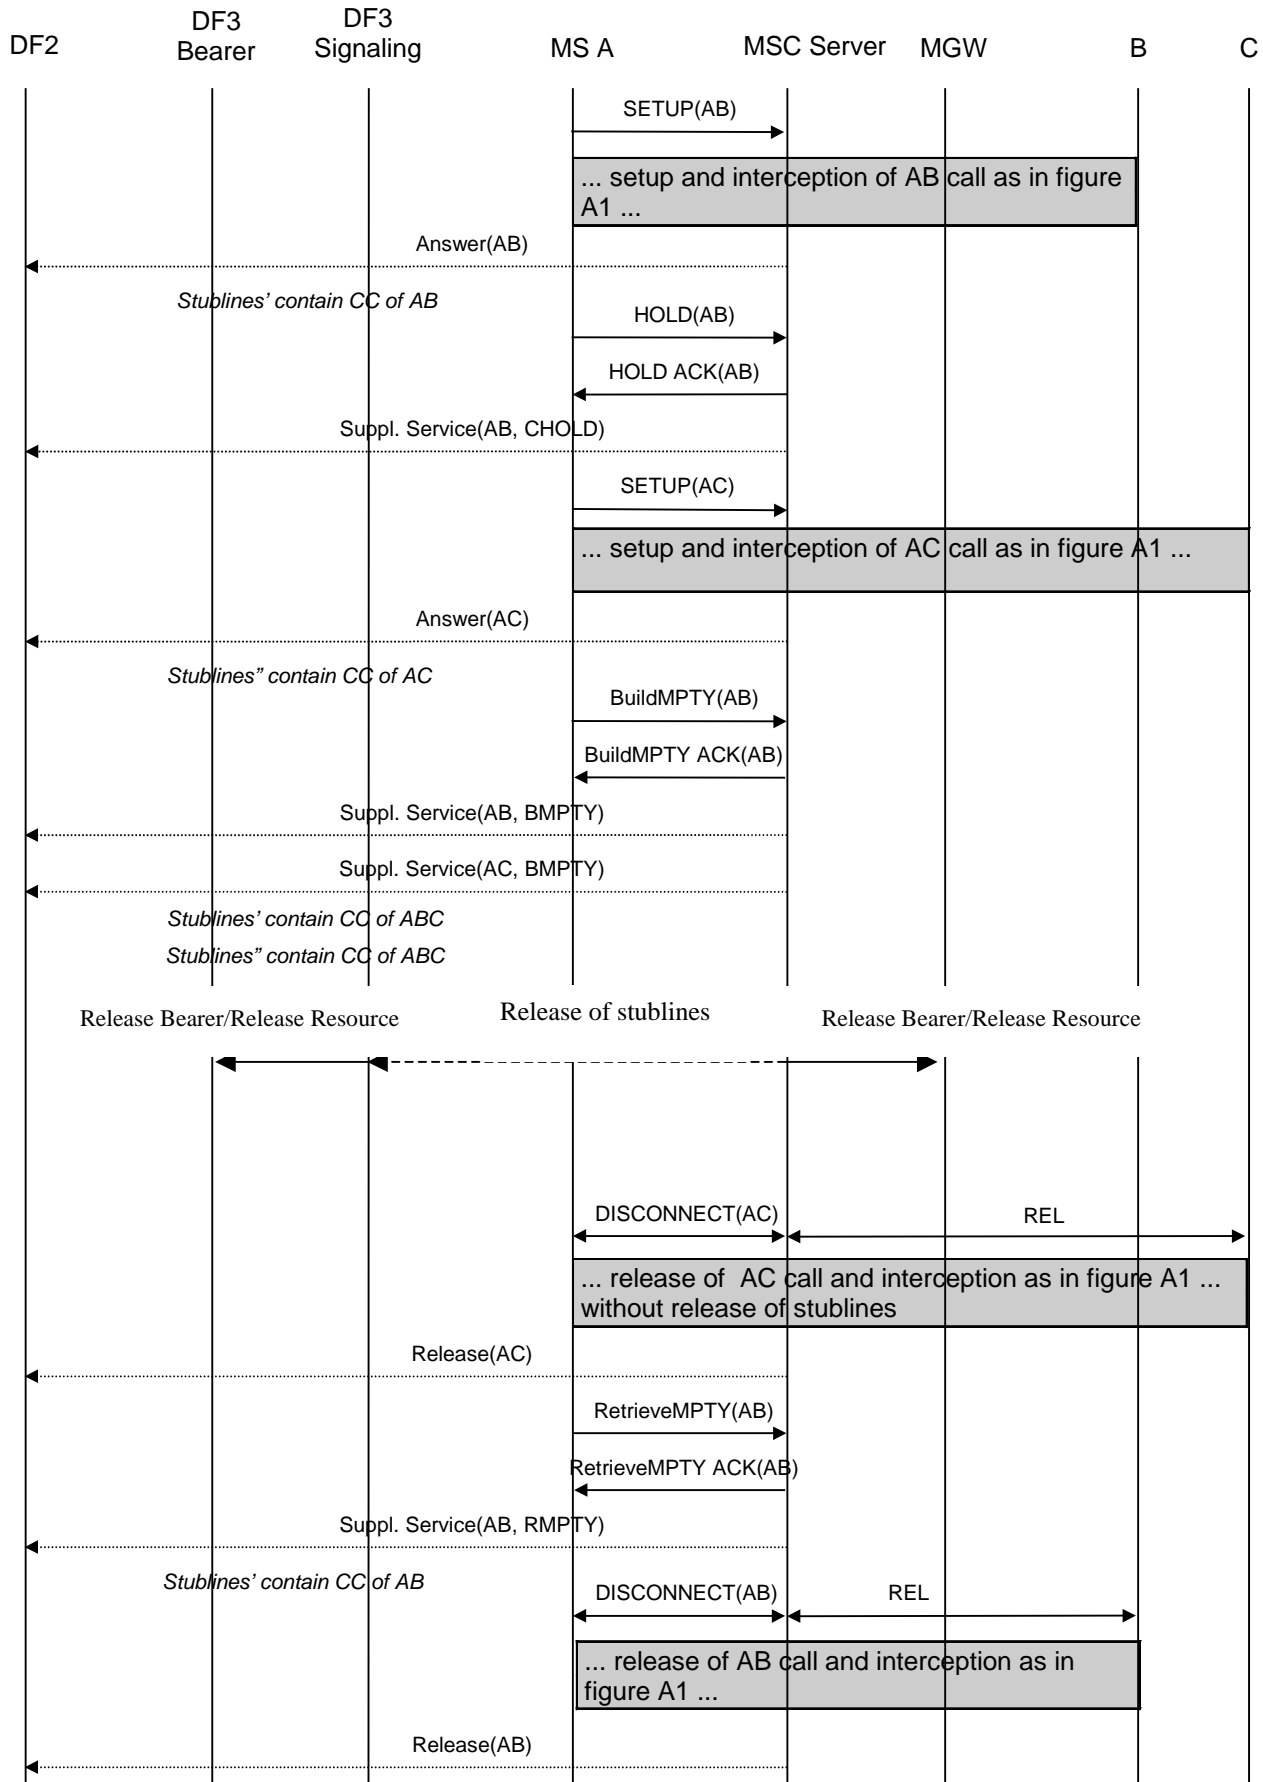 DF2
DF3
Bearer
DF3
Signaling
MS A
MSC Server
MGW
B
C
SETUP(AB)
... setup and interception of AB call as in figure
A1 ...
Answer(AB)
Stublines’ contain CC of AB
HOLD(AB)
HOLD ACK(AB)
Suppl. Service(AB, CHOLD)
SETUP(AC)
... setup and interception of AC call as in figure A1 ...
Answer(AC)
Stublines” contain CC of AC
BuildMPTY(AB)
BuildMPTY ACK(AB)
Suppl. Service(AB, BMPTY)
Suppl. Service(AC, BMPTY)
Stublines’ contain CC of ABC
Stublines” contain CC of ABC
Release Bearer/Release Resource
Release of stublines
Release Bearer/Release Resource
DISCONNECT(AC)
REL
... release of  AC call and interception as in figure A1 ...
without release of stublines
Release(AC)
RetrieveMPTY(AB)
RetrieveMPTY ACK(AB)
Suppl. Service(AB, RMPTY)
Stublines’ contain CC of AB
DISCONNECT(AB)
REL
... release of AB call and interception as in
figure A1 ...
Release(AB)